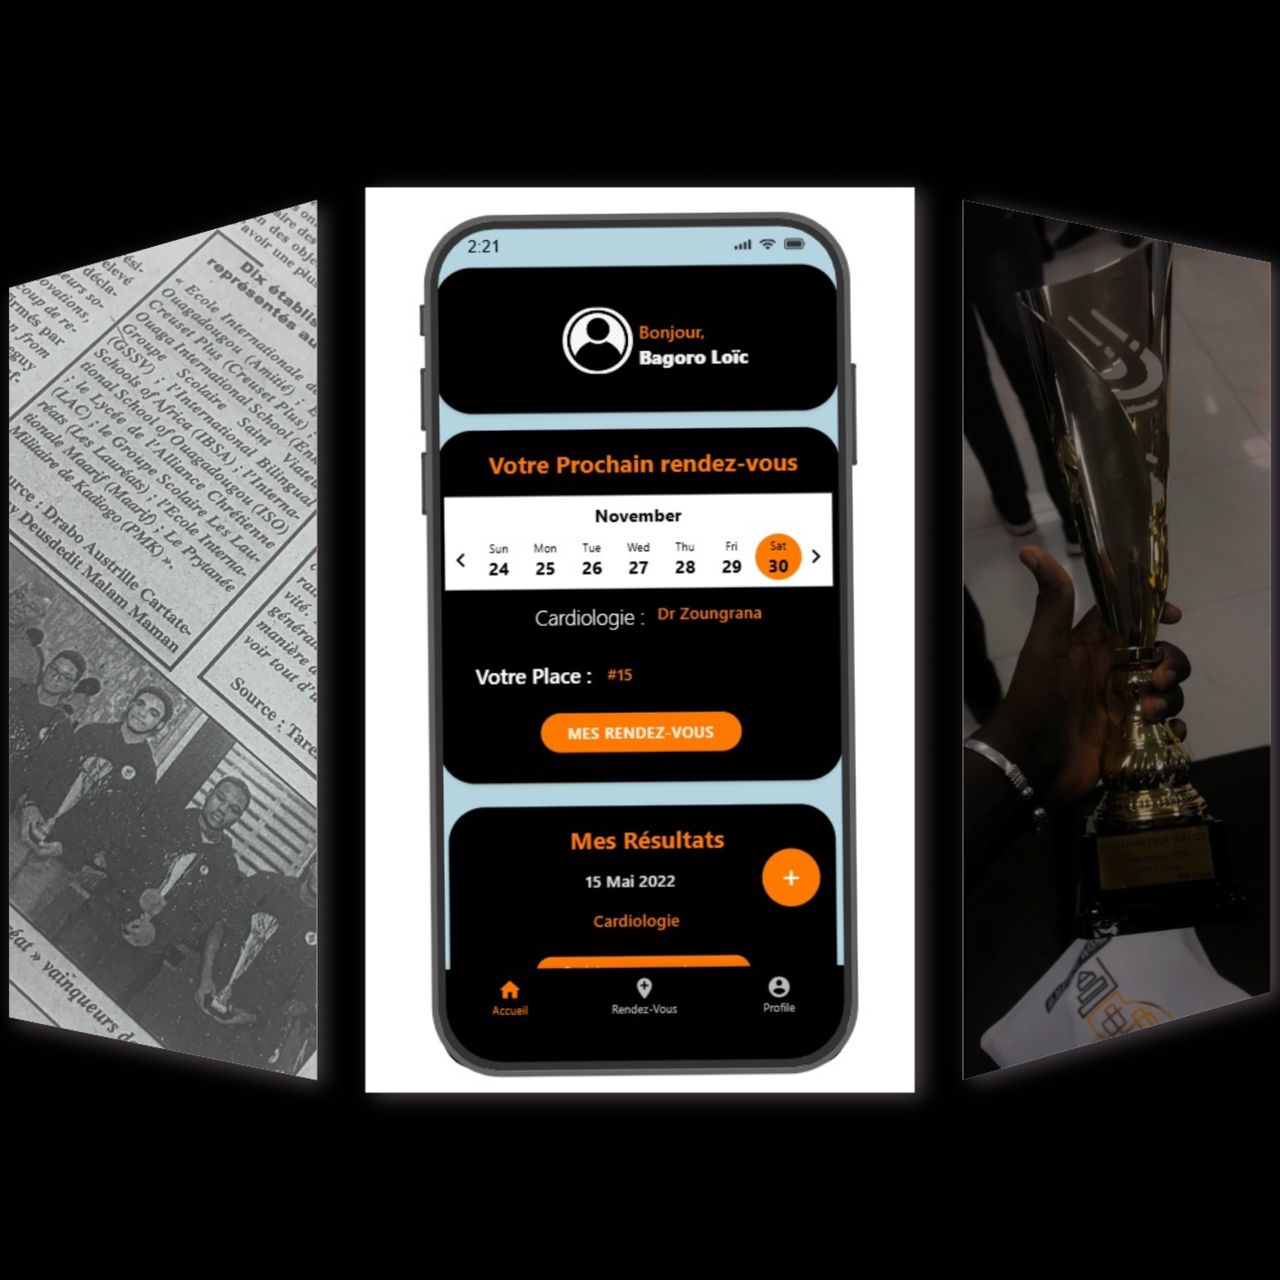 Dix établis
représentés au
« Ecole Internationale d
Ouagadougou (Amitié) ; E
Creuset Plus (Creuset Plus) ;
Ouaga International School (Enk
Groupe Scolaire Saint Viate
(GSSV) ; l'International Bilingual
Schools of Africa (IBSA) ; l'Interna-
tional School of Ouagadougou (ISO)
; le Lycée de l'Alliance Chrétienne
(LAC) ; le Groupe Scolaire Les Lau-
réats (Les Lauréats) ; l'Ecole Interna-
tionale Maarif (Maarif) ; Le Prytanée
Militaire de Kadiogo (PMK) ».
urce : Drabo Austrille Cartate-
y Deusdedit Malam Maman
Source : Tare
éat » vainqueurs d
2:21
Bonjour,
Bagoro Loïc
Votre Prochain rendez-vous
November
Sun Mon Tue Wed Thu Fri Sat
24 25 26 27 28 29 30
Cardiologie : Dr Zoungrana
Votre Place : #15
MES RENDEZ-VOUS
Mes Résultats
15 Mai 2022
+
Cardiologie
Accueil Rendez-Vous Profile